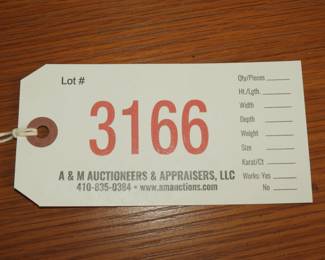 Lot #
3166
A & M AUCTIONEERS & APPRAISERS, LLC
410-835-0384 • www.amauctions.com
Qty/Pieces
Ht./Lgth.
Width
Depth
Weight
Size
Karat/Ct
Works: Yes
No